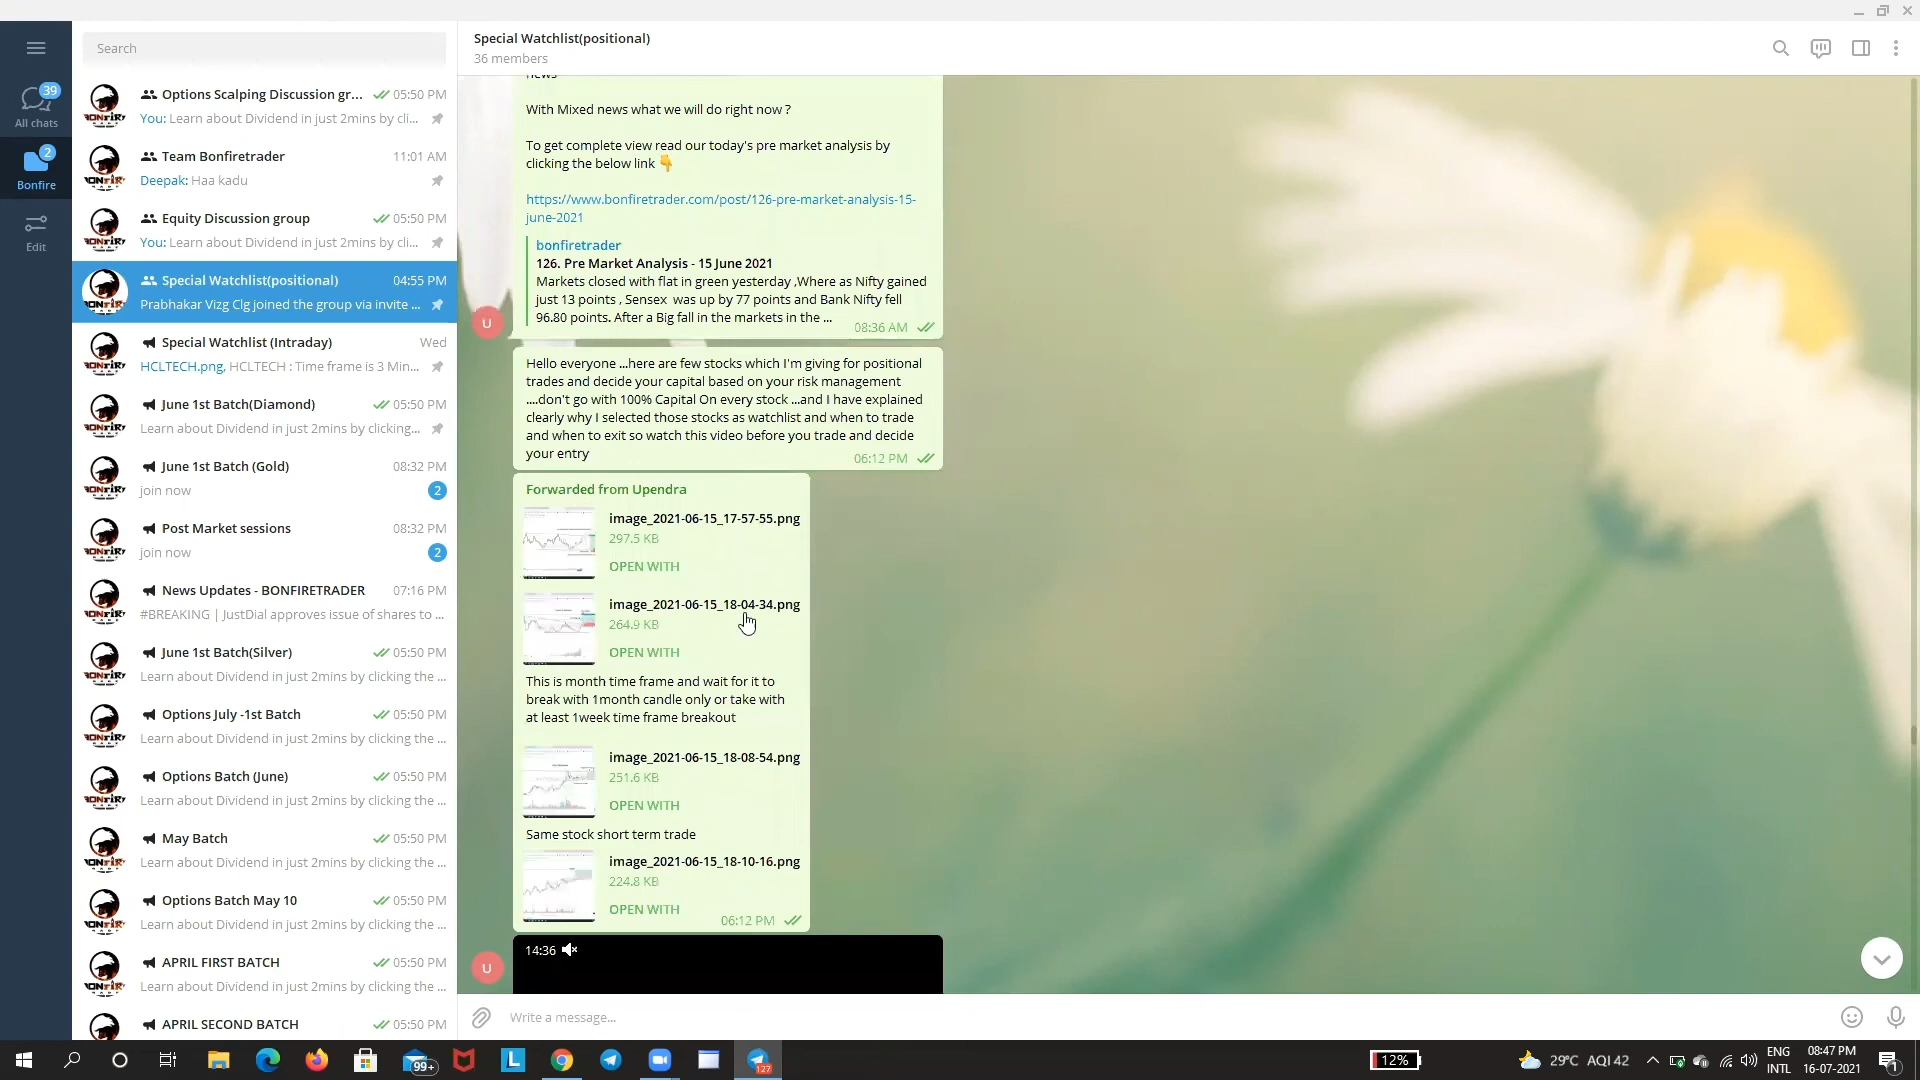 Search
Special Watchlist(positional)
36 members
39
All chats
2
Bonfire
Edit
Options Scalping Discussion gr... 05:50 PM
You: Learn about Dividend in just 2mins by cli...
Team Bonfiretrader 11:01 AM
Deepak: Haa kadu
Equity Discussion group 05:50 PM
You: Learn about Dividend in just 2mins by cli...
Special Watchlist(positional) 04:55 PM
Prabhakar Vizg Clg joined the group via invite ...
Special Watchlist (Intraday) Wed
HCLTECH.png, HCLTECH : Time frame is 3 Min...
June 1st Batch(Diamond) 05:50 PM
Learn about Dividend in just 2mins by clicking...
June 1st Batch (Gold) 08:32 PM
join now 2
Post Market sessions 08:32 PM
join now 2
News Updates - BONFIRETRADER 07:16 PM
#BREAKING | JustDial approves issue of shares to ...
June 1st Batch(Silver) 05:50 PM
Learn about Dividend in just 2mins by clicking the ...
Options July -1st Batch 05:50 PM
Learn about Dividend in just 2mins by clicking the ...
Options Batch (June) 05:50 PM
Learn about Dividend in just 2mins by clicking the ...
May Batch 05:50 PM
Learn about Dividend in just 2mins by clicking the ...
Options Batch May 10 05:50 PM
Learn about Dividend in just 2mins by clicking the ...
APRIL FIRST BATCH 05:50 PM
Learn about Dividend in just 2mins by clicking the ...
APRIL SECOND BATCH 05:50 PM
news
With Mixed news what we will do right now ?
To get complete view read our today's pre market analysis by
clicking the below link 👇
https://www.bonfiretrader.com/post/126-pre-market-analysis-15-
june-2021
bonfiretrader
126. Pre Market Analysis - 15 June 2021
Markets closed with flat in green yesterday ,Where as Nifty gained
just 13 points , Sensex was up by 77 points and Bank Nifty fell
96.80 points. After a Big fall in the markets in the ...
08:36 AM
U
Hello everyone ...here are few stocks which I'm giving for positional
trades and decide your capital based on your risk management
....don't go with 100% Capital On every stock ...and I have explained
clearly why I selected those stocks as watchlist and when to trade
and when to exit so watch this video before you trade and decide
your entry
06:12 PM
Forwarded from Upendra
image_2021-06-15_17-57-55.png
297.5 KB
OPEN WITH
image_2021-06-15_18-04-34.png
264.9 KB
OPEN WITH
This is month time frame and wait for it to
break with 1month candle only or take with
at least 1week time frame breakout
image_2021-06-15_18-08-54.png
251.6 KB
OPEN WITH
Same stock short term trade
image_2021-06-15_18-10-16.png
224.8 KB
OPEN WITH
06:12 PM
14:36
U
Write a message...
99+
L
127
12%
29°C AQI 42
ENG
INTL
08:47 PM
16-07-2021
1